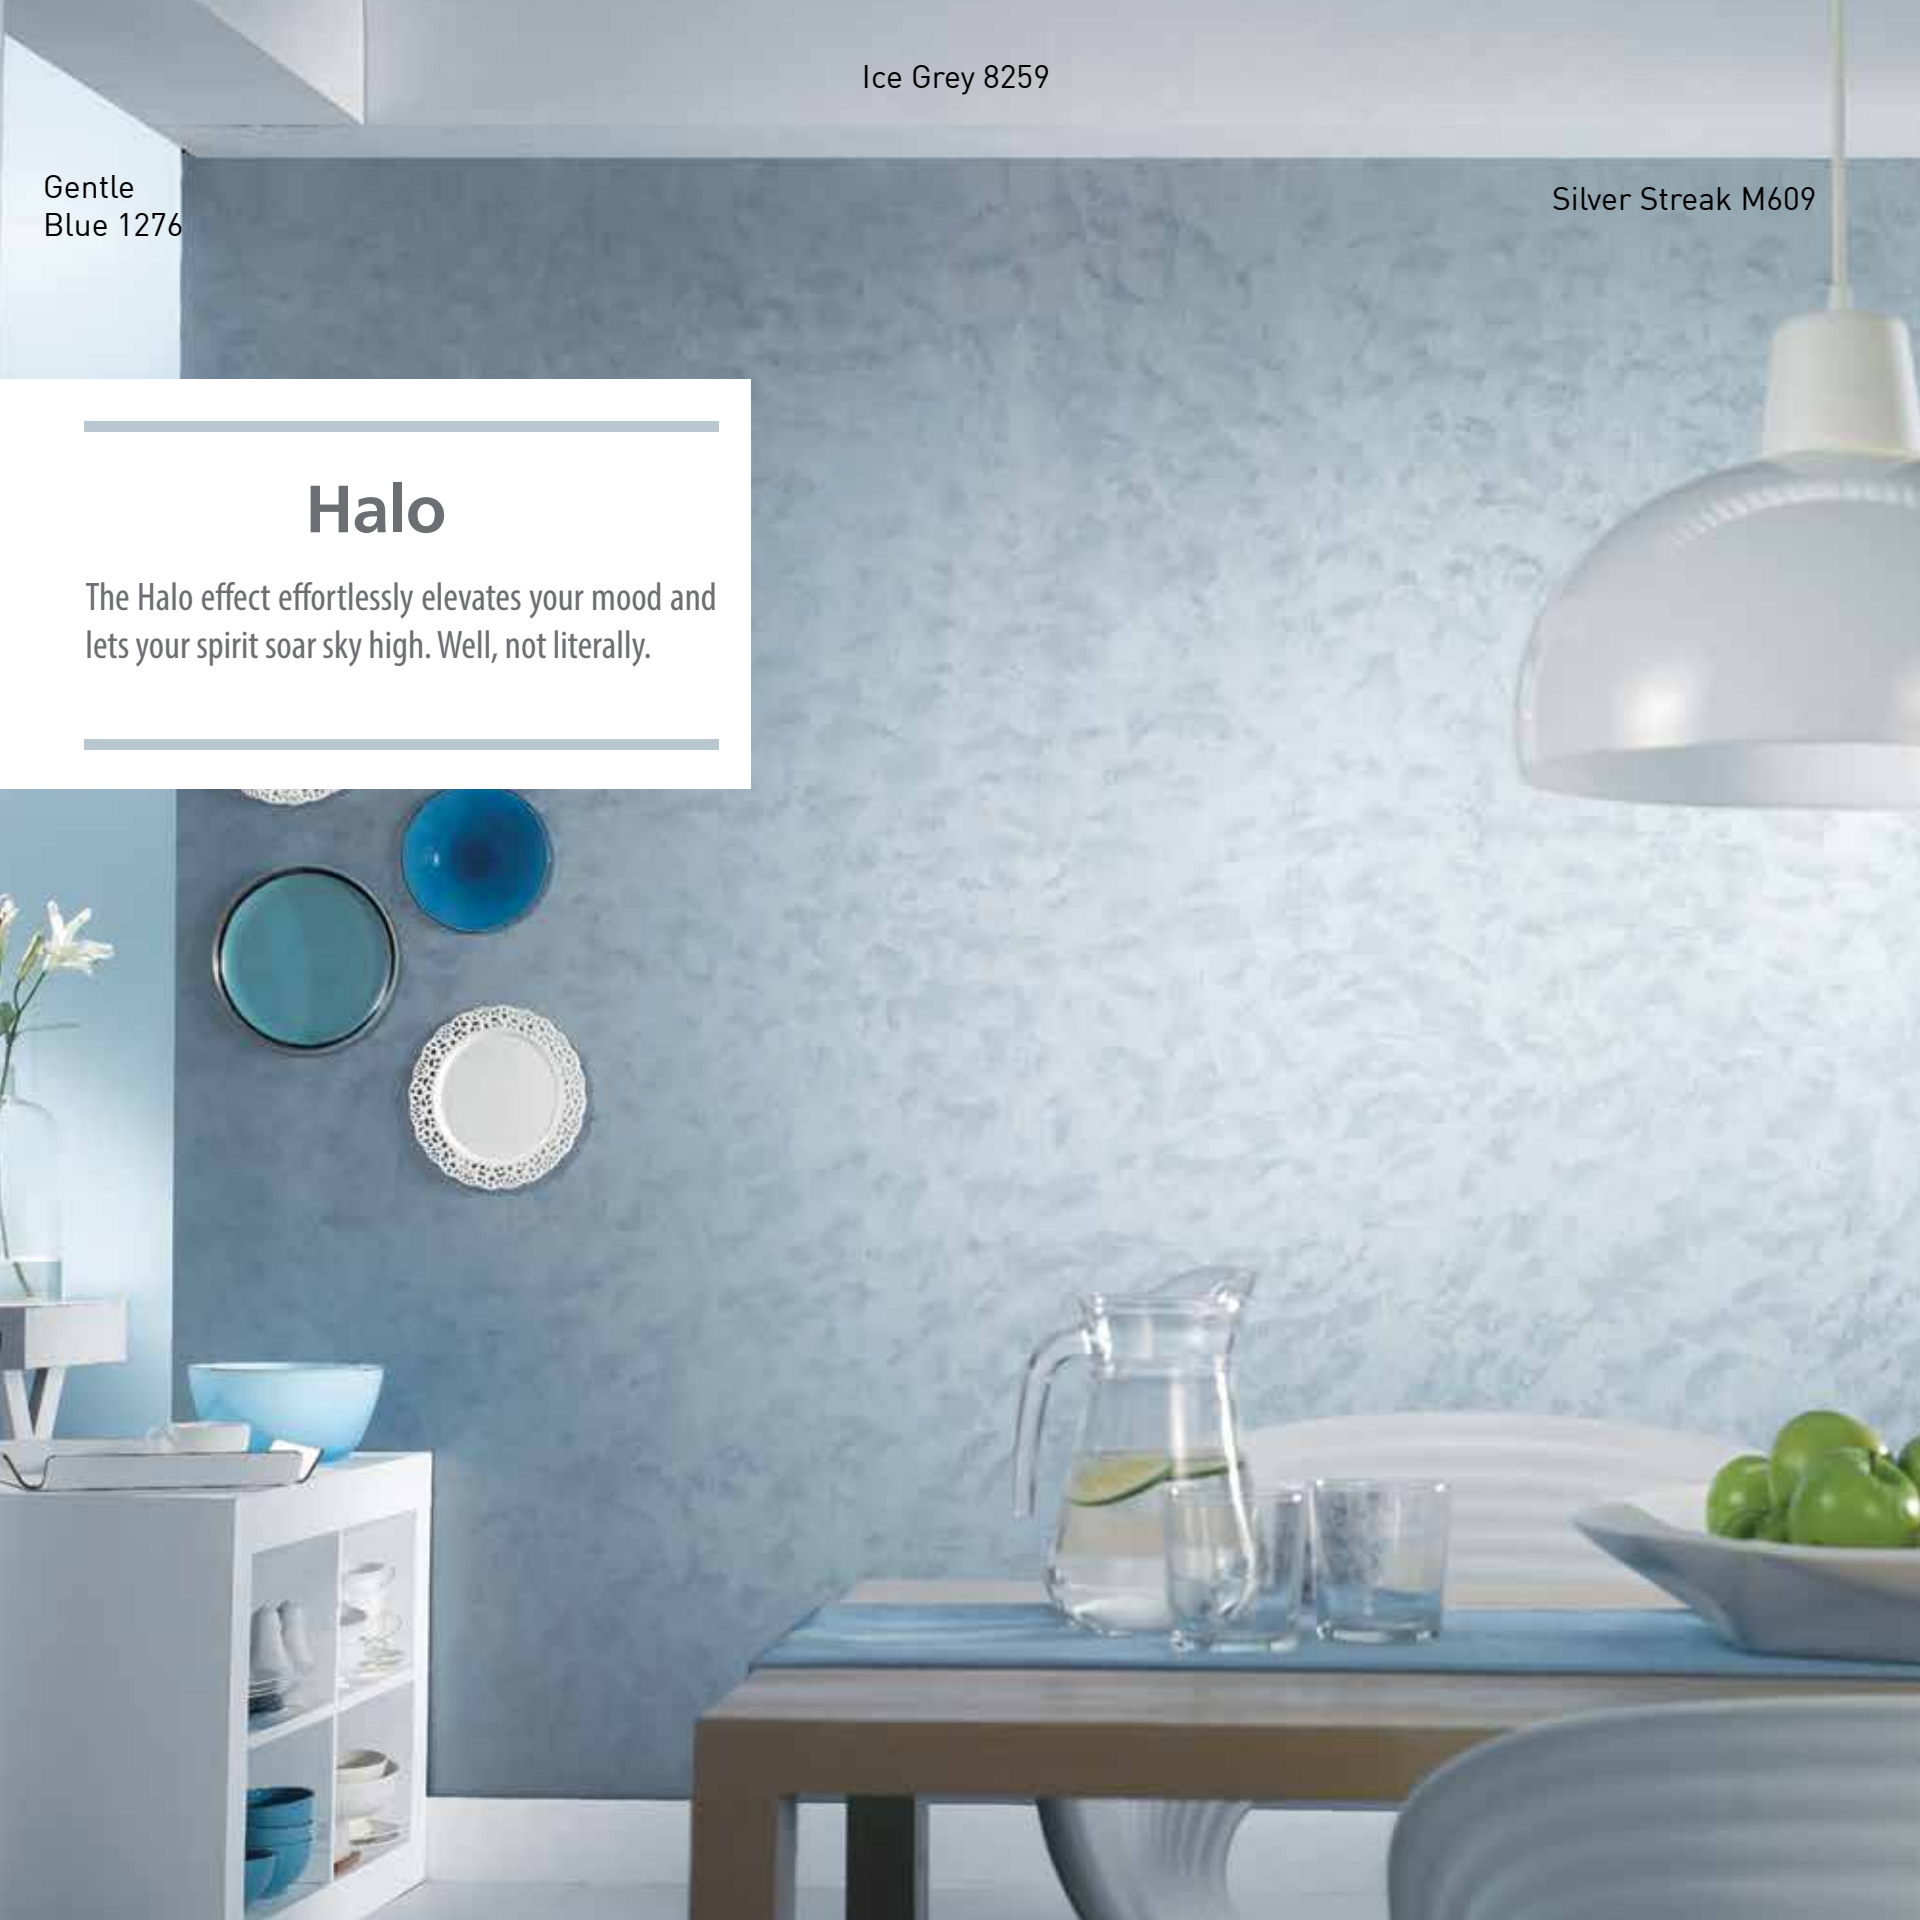 Ice Grey 8259
Gentle
Blue 1276
Silver Streak M609
Halo
The Halo effect effortlessly elevates your mood and
lets your spirit soar sky high. Well, not literally.